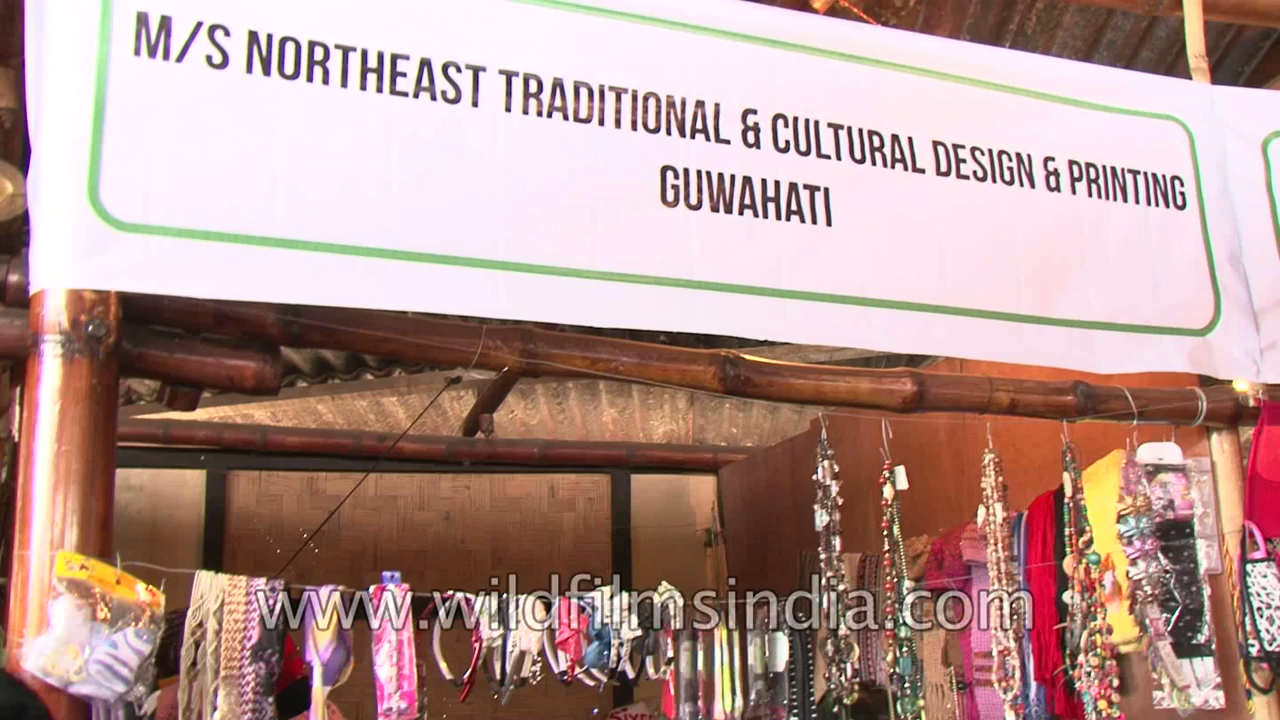 M/S NORTHEAST TRADITIONAL & CULTURAL DESIGN & PRINTING
GUWAHATI
www.wildfilmsindia.com